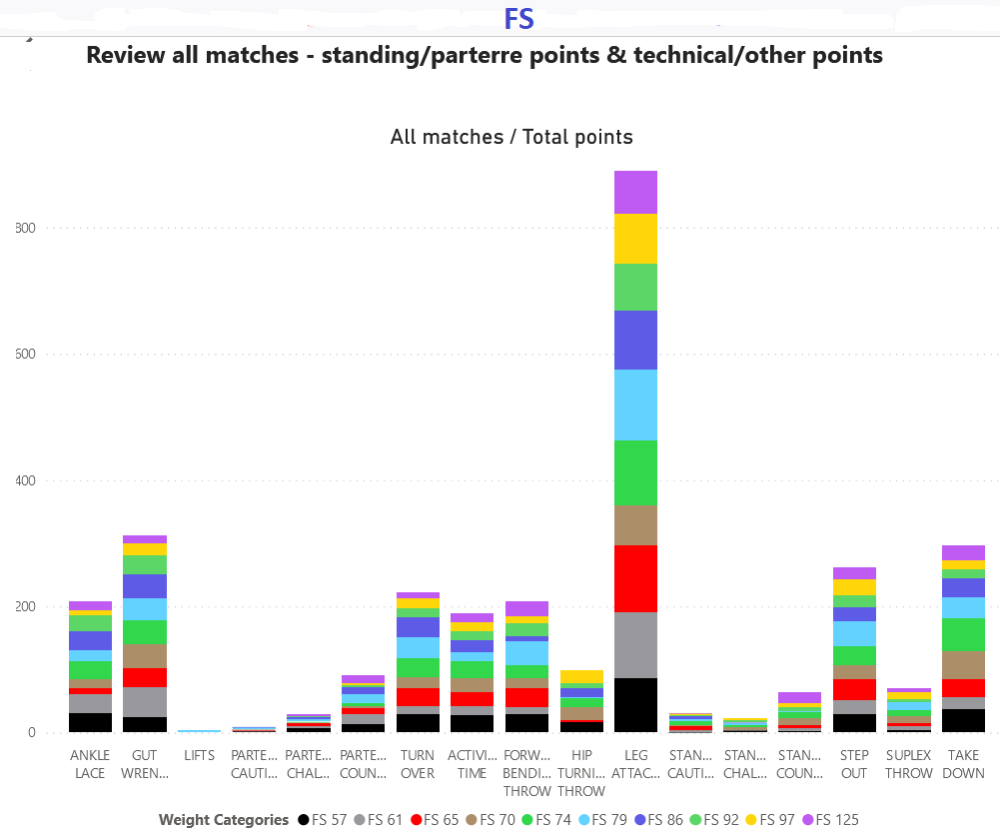 FS
Review all matches - standing/parterre points & technical/other points
All matches / Total points
800
600
400
200
0
ANKLE LACE
GUT WREN...
LIFTS
PARTE... CAUTI...
PARTE... CHAL...
PARTE... COUN...
TURN OVER
ACTIVI... TIME
FORW... BENDI... THROW
HIP TURNI... THROW
LEG ATTAC...
STAN... CAUTI...
STAN... CHAL...
STAN... COUN...
STEP OUT
SUPLEX THROW
TAKE DOWN
Weight Categories FS 57 FS 61 FS 65 FS 70 FS 74 FS 79 FS 86 FS 92 FS 97 FS 125